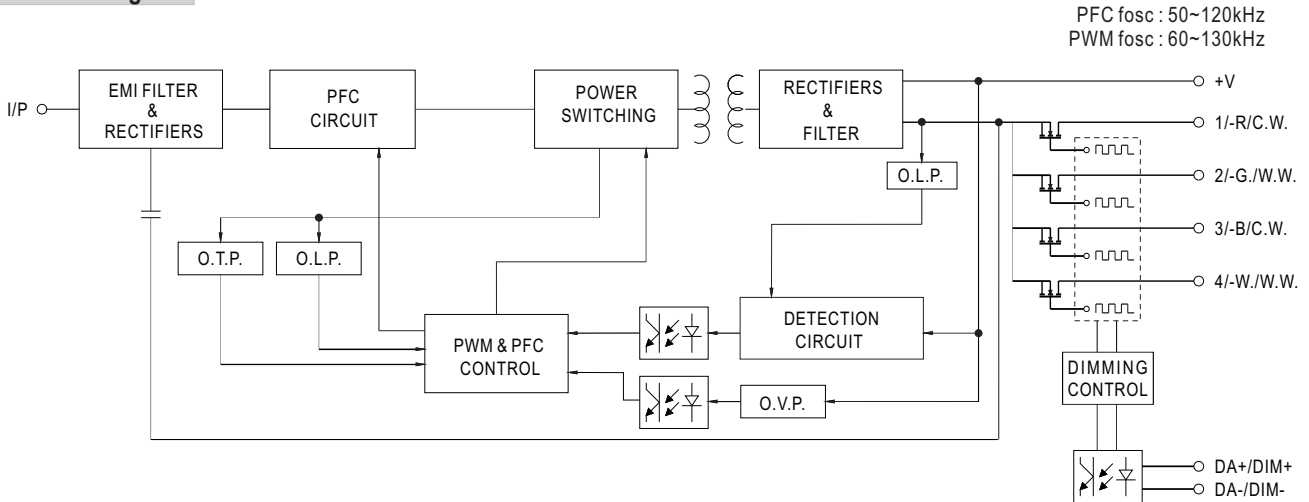 PFC fosc : 50~120kHz
PWM fosc : 60~130kHz
I/P
EMI FILTER
&
RECTIFIERS
PFC
CIRCUIT
POWER
SWITCHING
RECTIFIERS
&
FILTER
+V
1/-R/C.W.
2/-G./W.W.
3/-B/C.W.
4/-W./W.W.
O.L.P.
O.T.P.
O.L.P.
PWM & PFC
CONTROL
DETECTION
CIRCUIT
O.V.P.
DIMMING
CONTROL
DA+/DIM+
DA-/DIM-